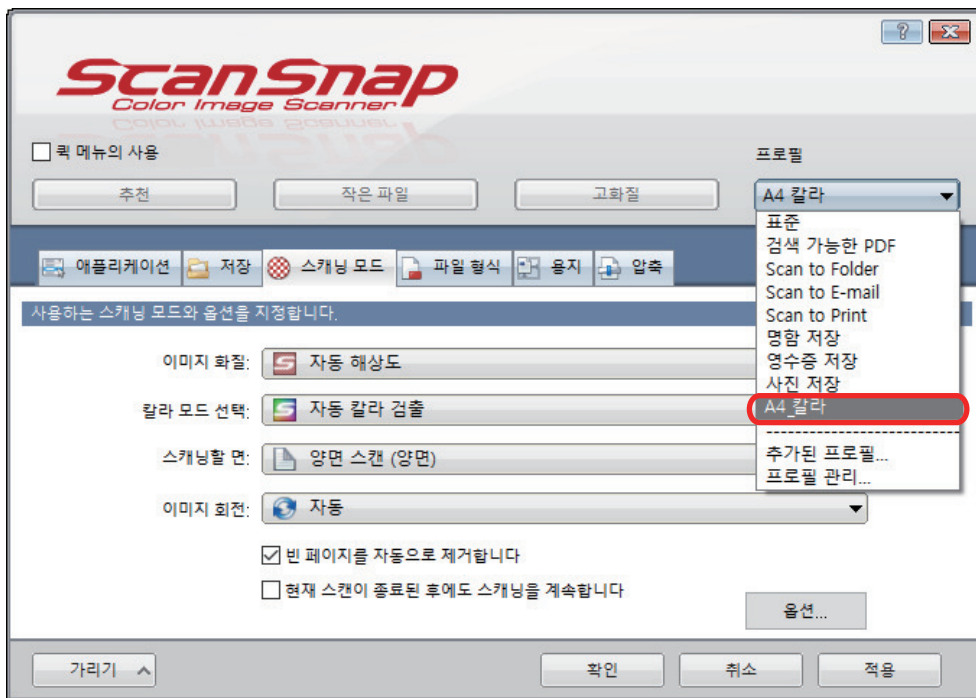 ScanSnap
Color Image Scanner
퀵 메뉴의 사용
프로필
추천
작은 파일
고화질
A4 칼라
표준
검색 가능한 PDF
Scan to Folder
Scan to E-mail
Scan to Print
명함 저장
영수증 저장
사진 저장
A4_칼라
추가된 프로필...
프로필 관리...
애플리케이션
저장
스캐닝 모드
파일 형식
용지
압축
사용하는 스캐닝 모드와 옵션을 지정합니다.
이미지 화질:
자동 해상도
칼라 모드 선택:
자동 칼라 검출
스캐닝할 면:
양면 스캔 (양면)
이미지 회전:
자동
빈 페이지를 자동으로 제거합니다
현재 스캔이 종료된 후에도 스캐닝을 계속합니다
옵션...
가리기
확인
취소
적용